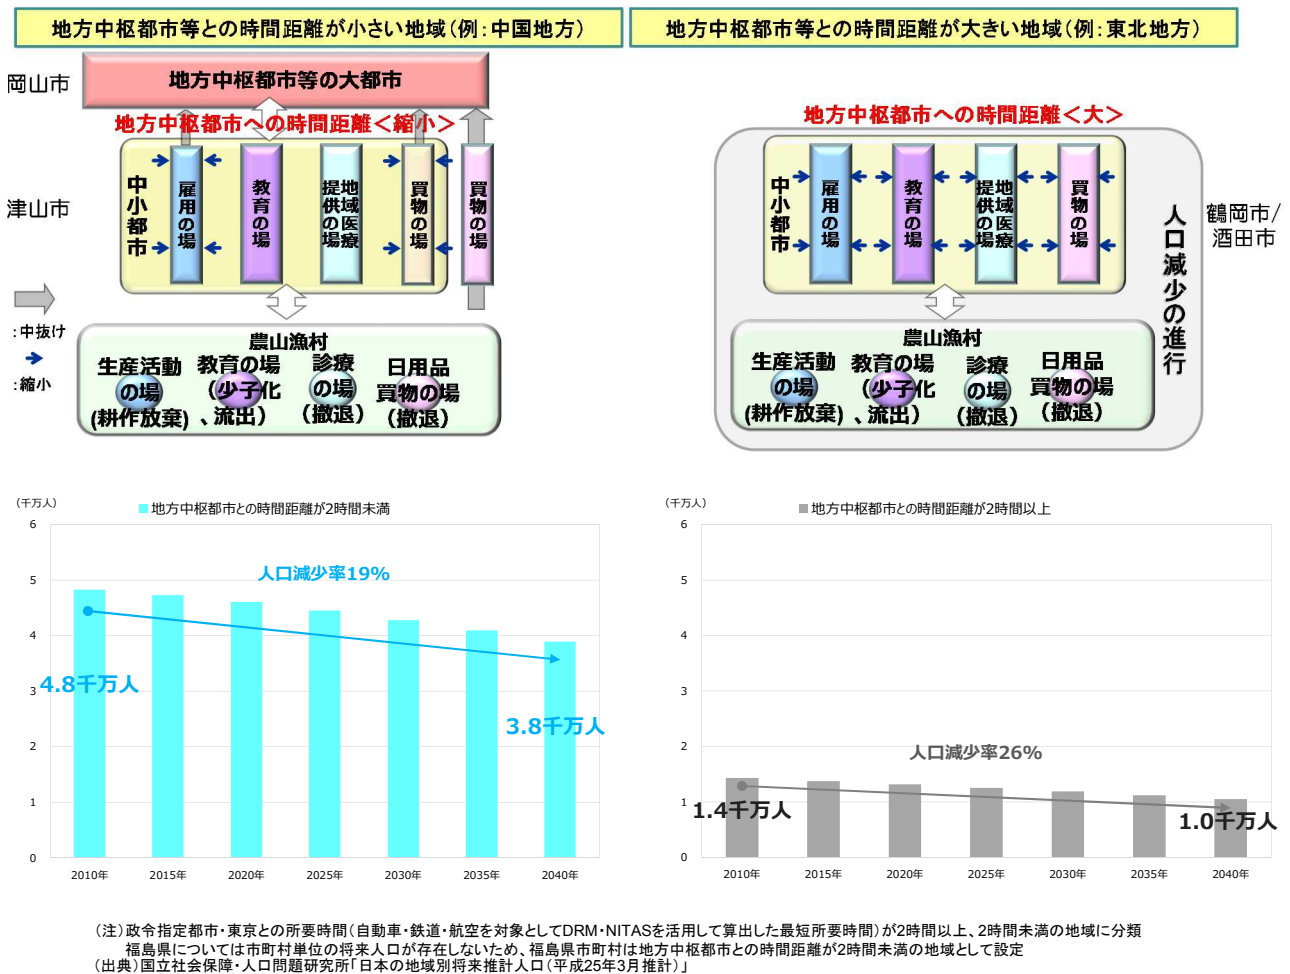 地方中枢都市等との時間距離が小さい地域(例:中国地方)
岡山市
地方中枢都市等の大都市
地方中枢都市への時間距離<縮小>
津山市
中小都市
雇用の場
教育の場
地域医療
提供の場
買物の場
買物の場
:中抜け
:縮小
農山漁村
生産活動
の場
(耕作放棄)
教育の場
(少子化
、流出)
診療
の場
(撤退)
日用品
買物の場
(撤退)
地方中枢都市等との時間距離が大きい地域(例:東北地方)
地方中枢都市への時間距離<大>
中小都市
雇用の場
教育の場
地域医療
提供の場
買物の場
人口減少の進行
鶴岡市/
酒田市
農山漁村
生産活動
の場
(耕作放棄)
教育の場
(少子化
、流出)
診療
の場
(撤退)
日用品
買物の場
(撤退)
(千万人)
地方中枢都市との時間距離が2時間未満
6
5
4
3
2
1
0
人口減少率19%
4.8千万人
3.8千万人
2010年 2015年 2020年 2025年 2030年 2035年 2040年
(千万人)
地方中枢都市との時間距離が2時間以上
6
5
4
3
2
1
0
人口減少率26%
1.4千万人
1.0千万人
2010年 2015年 2020年 2025年 2030年 2035年 2040年
(注)政令指定都市・東京との所要時間(自動車・鉄道・航空を対象としてDRM・NITASを活用して算出した最短所要時間)が2時間以上、2時間未満の地域に分類
福島県については市町村単位の将来人口が存在しないため、福島県市町村は地方中枢都市との時間距離が2時間未満の地域として設定
(出典)国立社会保障・人口問題研究所「日本の地域別将来推計人口(平成25年3月推計)」